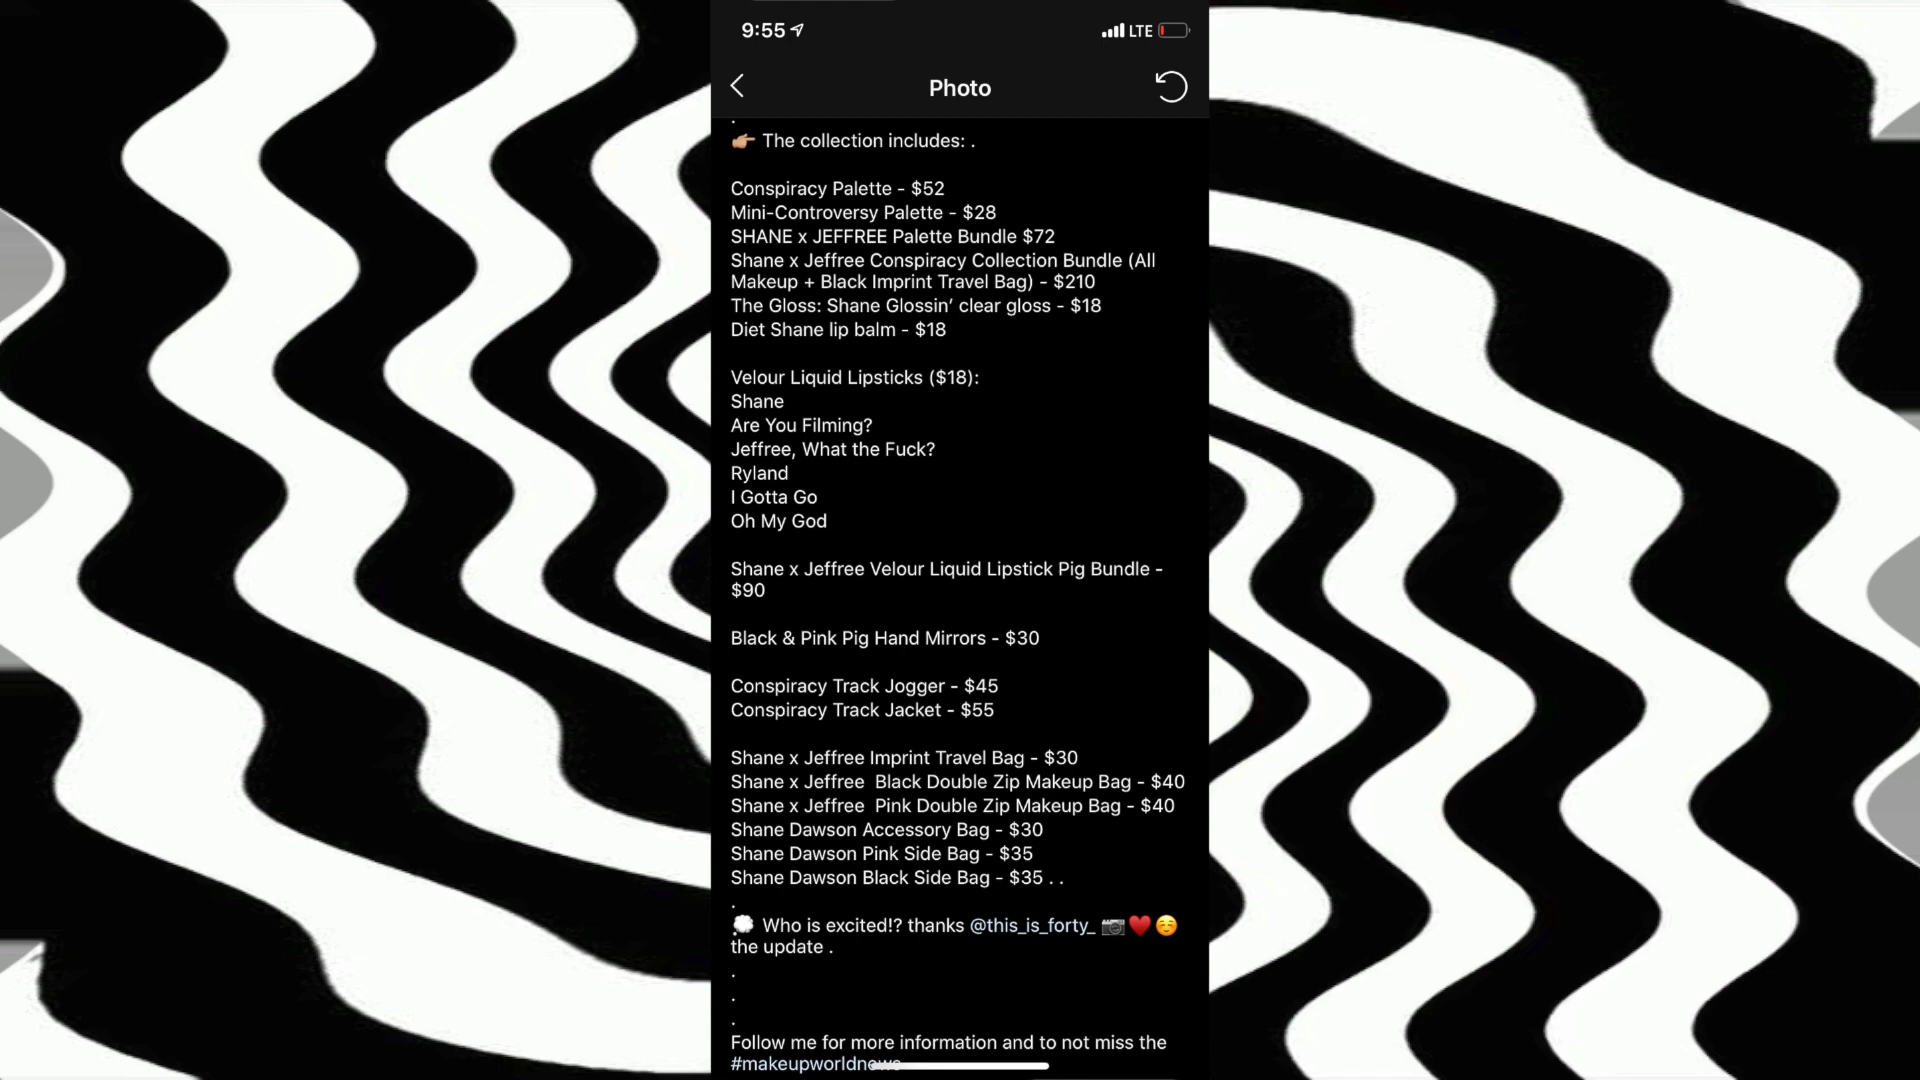 9:55
LTE
Photo
.
👉🏼 The collection includes: .
Conspiracy Palette - $52
Mini-Controversy Palette - $28
SHANE x JEFFREE Palette Bundle $72
Shane x Jeffree Conspiracy Collection Bundle (All
Makeup + Black Imprint Travel Bag) - $210
The Gloss: Shane Glossin’ clear gloss - $18
Diet Shane lip balm - $18
Velour Liquid Lipsticks ($18):
Shane
Are You Filming?
Jeffree, What the Fuck?
Ryland
I Gotta Go
Oh My God
Shane x Jeffree Velour Liquid Lipstick Pig Bundle -
$90
Black & Pink Pig Hand Mirrors - $30
Conspiracy Track Jogger - $45
Conspiracy Track Jacket - $55
Shane x Jeffree Imprint Travel Bag - $30
Shane x Jeffree  Black Double Zip Makeup Bag - $40
Shane x Jeffree  Pink Double Zip Makeup Bag - $40
Shane Dawson Accessory Bag - $30
Shane Dawson Pink Side Bag - $35
Shane Dawson Black Side Bag - $35 . .
.
💭 Who is excited!? thanks @this_is_forty_ 📷♥️☺️
the update .
.
.
.
Follow me for more information and to not miss the
#makeupworldnews